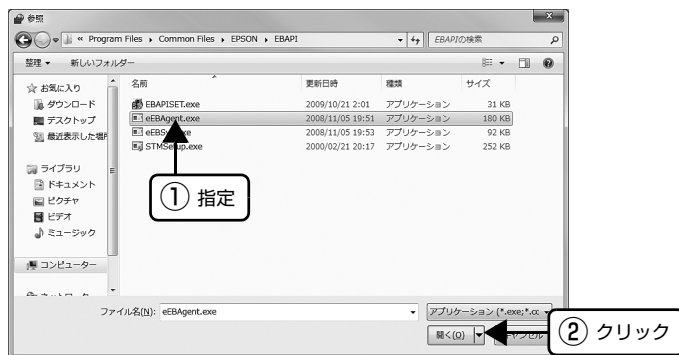 参照
« Program Files ▸ Common Files ▸ EPSON ▸ EBAPI
EBAPIの検索
整理 ▼ 新しいフォルダー
名前 更新日時 種類 サイズ
お気に入り
ダウンロード
デスクトップ
最近表示した場所
ライブラリ
ドキュメント
ピクチャ
ビデオ
ミュージック
コンピューター
EBAPISET.exe 2009/10/21 2:01 アプリケーション 31 KB
eEBAgent.exe 2008/11/05 19:51 アプリケーション 180 KB
eEBSv 2008/11/05 19:53 アプリケーション 92 KB
STMSetup.exe 2000/02/21 20:17 アプリケーション 252 KB
① 指定
ファイル名(N): eEBAgent.exe
アプリケーション (*.exe;*.cc
開く(O)
② クリック